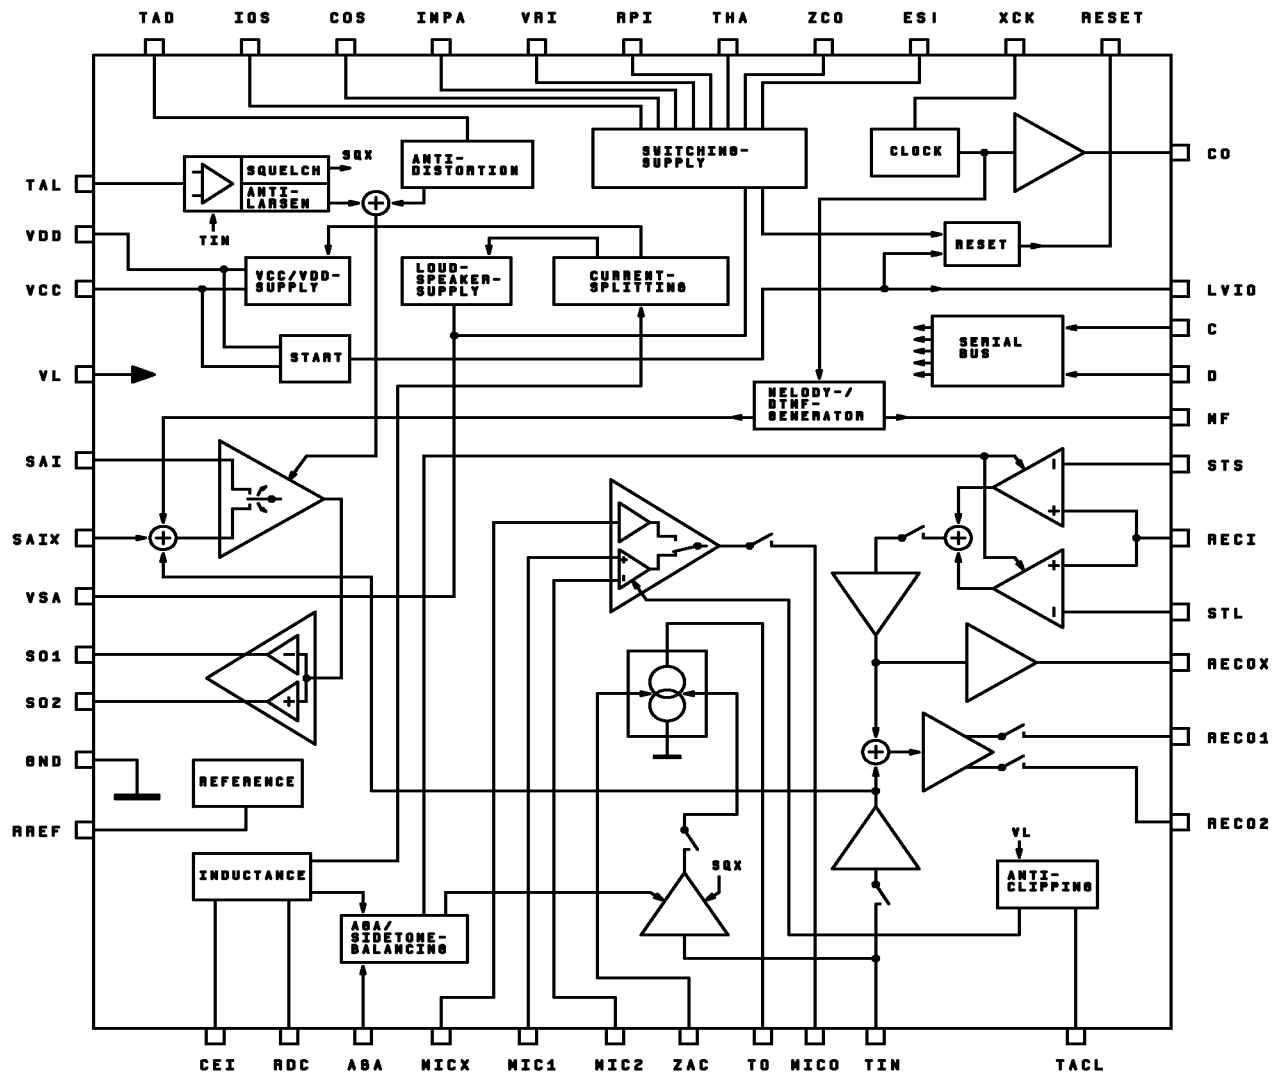 TAD IOS COS IMPA VRI RPI THA ZCO ESI XCK RESET
SQX
ANTI-
DISTORTION
SWITCHING-
SUPPLY
CLOCK
CO
TAL
SQUELCH
ANTI-
LARSEN
TIN
VDD
RESET
VCC
VCC/VDD-
SUPPLY
LOUD-
SPEAKER-
SUPPLY
CURRENT-
SPLITTING
LVIO
C
START
SERIAL
BUS
VL
D
MELODY-/
DTMF-
GENERATOR
MF
SAI
STS
SAIX
RECI
VSA
STL
SO1
RECOX
SO2
RECO1
GND
REFERENCE
RREF
RECO2
VL
INDUCTANCE
SQX
ANTI-
CLIPPING
AGA/
SIDETONE-
BALANCING
CEI RDC AGA MICX MIC1 MIC2 ZAC TO MICO TIN TACL